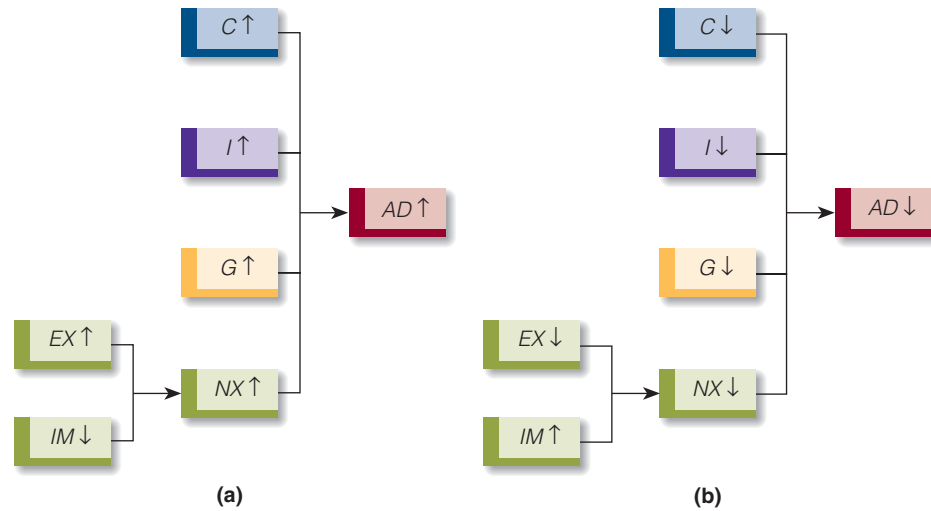 C↑
I↑
AD↑
G↑
EX↑
NX↑
IM↓
(a)
C↓
I↓
AD↓
G↓
EX↓
NX↓
IM↑
(b)